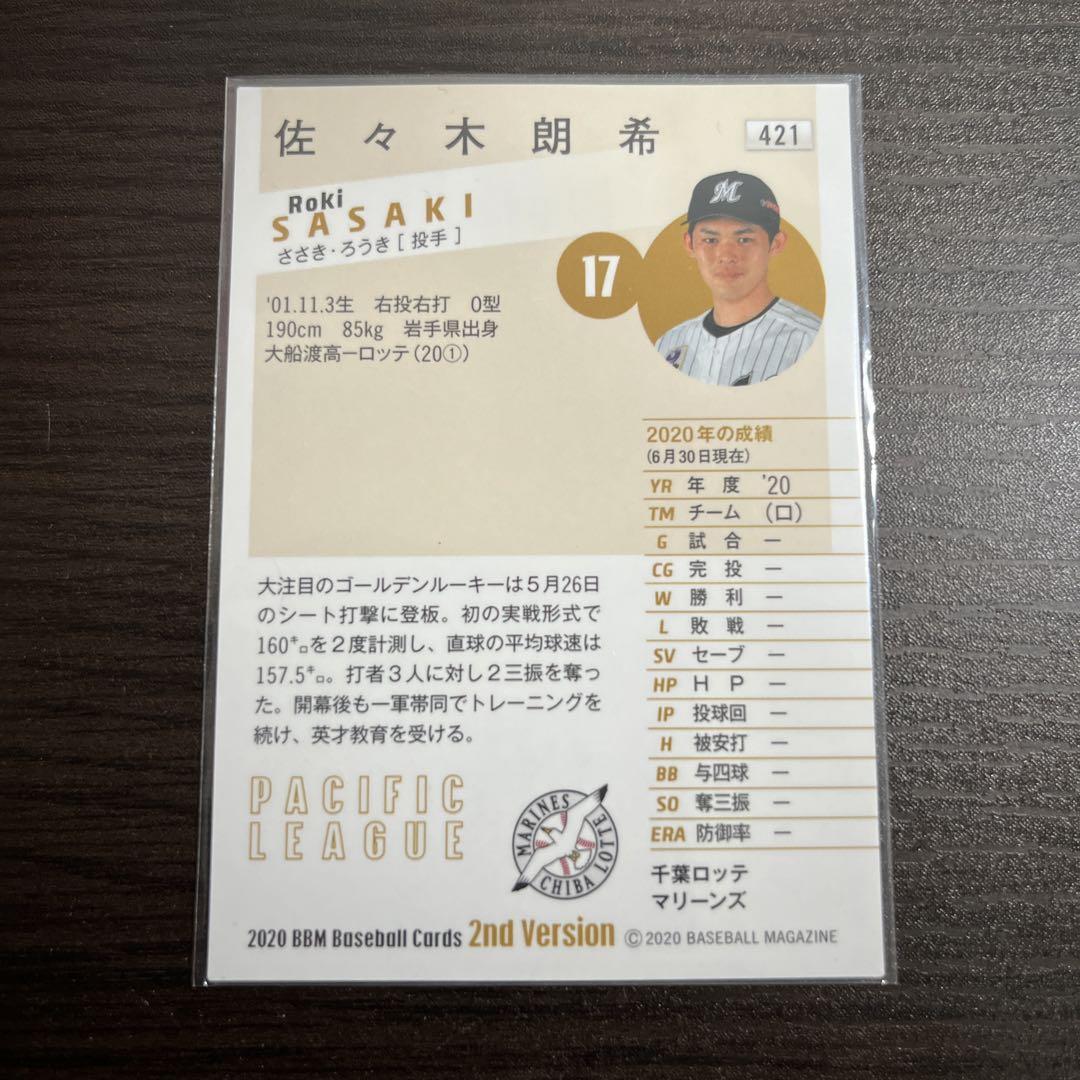 佐々木朗希
421
Roki
SASAKI
ささき・ろうき[投手]
17
'01.11.3生 右投右打 O型
190cm 85kg 岩手県出身
大船渡高ーロッテ(20①)
M
2020年の成績
(6月30日現在)
YR 年度 '20
TM チーム (ロ)
G 試合 ー
CG 完投 ー
W 勝利 ー
L 敗戦 ー
SV セーブ ー
HP HP ー
IP 投球回 ー
H 被安打 ー
BB 与四球 ー
SO 奪三振 ー
ERA 防御率 ー
千葉ロッテ
マリーンズ
大注目のゴールデンルーキーは5月26日
のシート打撃に登板。初の実戦形式で
160㌔を2度計測し、直球の平均球速は
157.5㌔。打者3人に対し2三振を奪っ
た。開幕後も一軍帯同でトレーニングを
続け、英才教育を受ける。
PACIFIC
LEAGUE
MARINES
CHIBA LOTTE
2020 BBM Baseball Cards 2nd Version ©2020 BASEBALL MAGAZINE